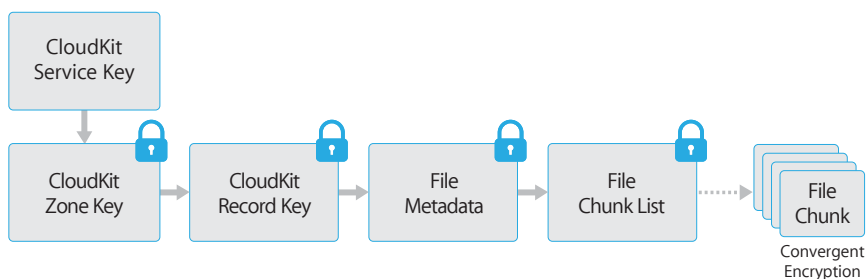 CloudKit
Service Key
CloudKit
Zone Key
CloudKit
Record Key
File
Metadata
File
Chunk List
File
Chunk
Convergent
Encryption